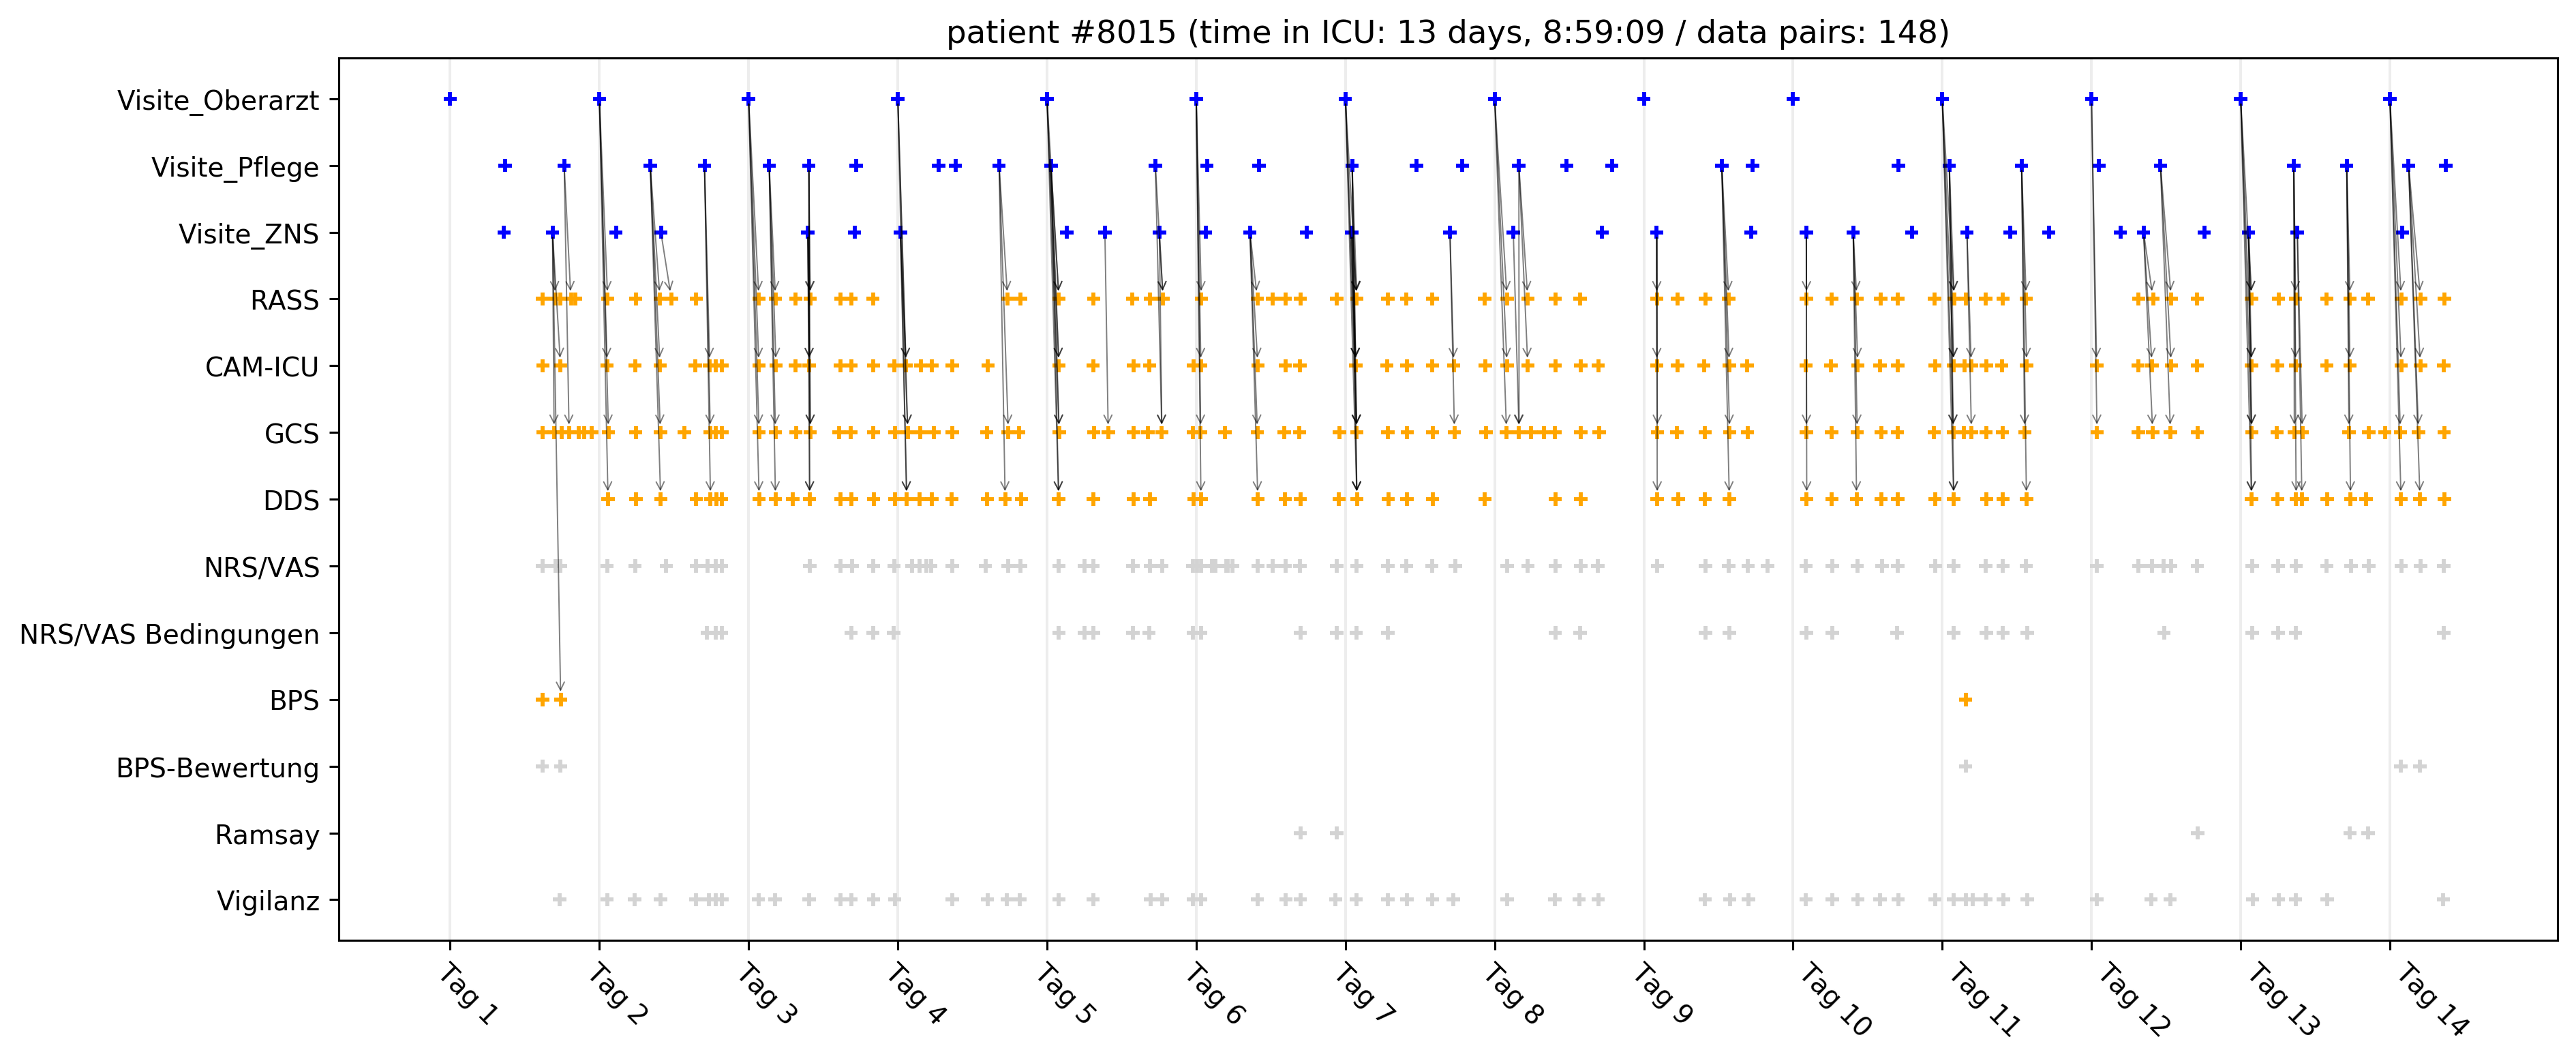 patient #8015 (time in ICU: 13 days, 8:59:09 / data pairs: 148)
Visite_Oberarzt
Visite_Pflege
Visite_ZNS
RASS
CAM-ICU
GCS
DDS
NRS/VAS
NRS/VAS Bedingungen
BPS
BPS-Bewertung
Ramsay
Vigilanz
Tag 1
Tag 2
Tag 3
Tag 4
Tag 5
Tag 6
Tag 7
Tag 8
Tag 9
Tag 10
Tag 11
Tag 12
Tag 13
Tag 14